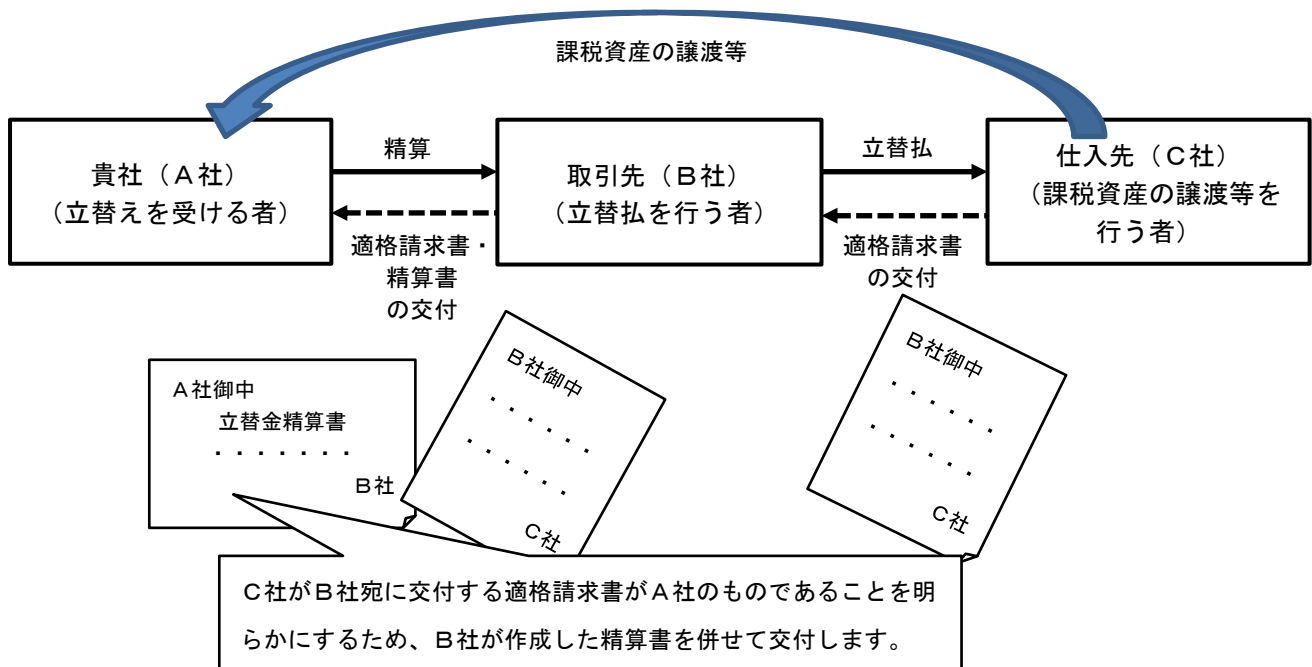 課税資産の譲渡等
貴社（Ａ社）
（立替えを受ける者）
精算
適格請求書・
精算書
の交付
取引先（Ｂ社）
（立替払を行う者）
立替払
適格請求書
の交付
仕入先（Ｃ社）
（課税資産の譲渡等を
行う者）
Ａ社御中
立替金精算書
・・・・・・・
Ｂ社
Ｂ社御中
・・・・・・
・・・・・・
Ｃ社
Ｂ社御中
・・・・・・
・・・・・・
Ｃ社
Ｃ社がＢ社宛に交付する適格請求書がＡ社のものであることを明
らかにするため、Ｂ社が作成した精算書を併せて交付します。